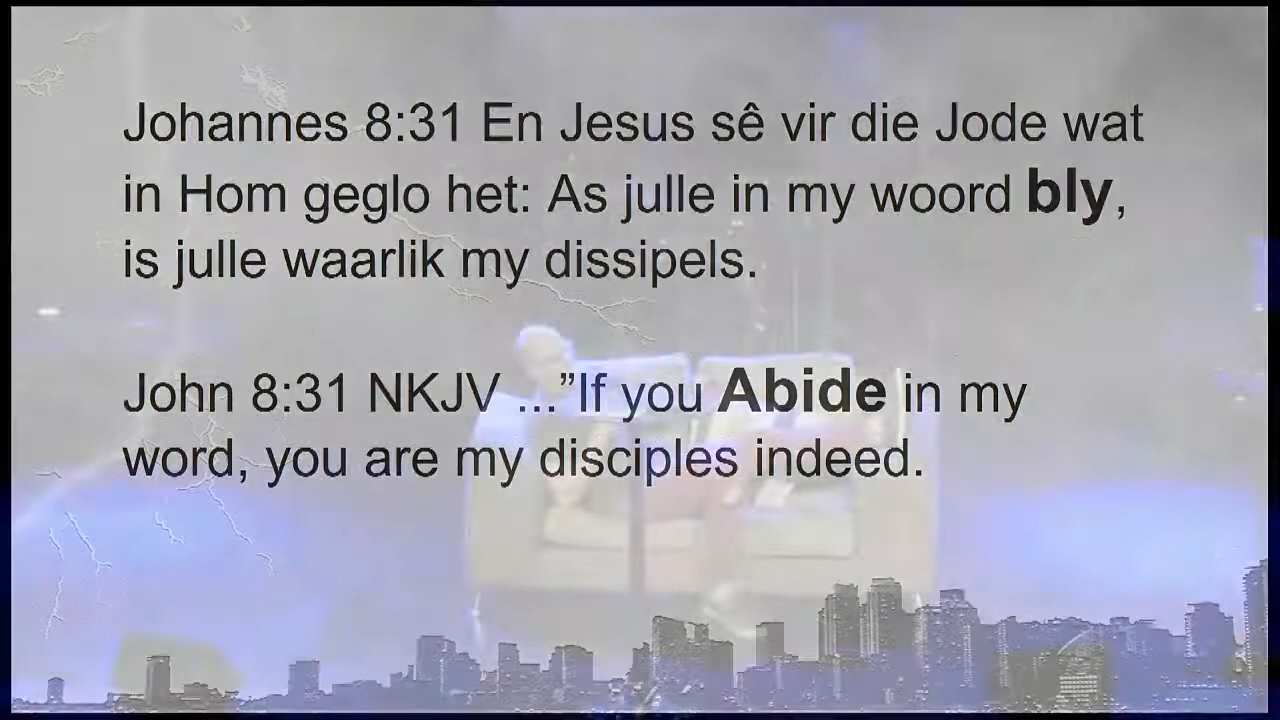 Johannes 8:31 En Jesus sê vir die Jode wat
in Hom geglo het: As julle in my woord bly,
is julle waarlik my dissipels.
John 8:31 NKJV ...”If you Abide in my
word, you are my disciples indeed.